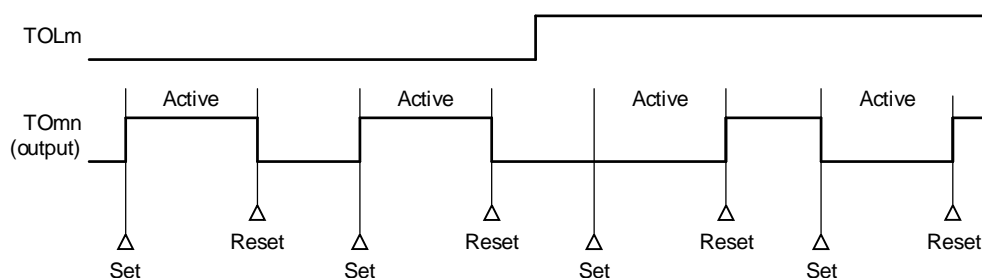 TOLm
Active Active Active Active
TOmn
(output)
Reset Reset Reset Reset
Set Set Set Set